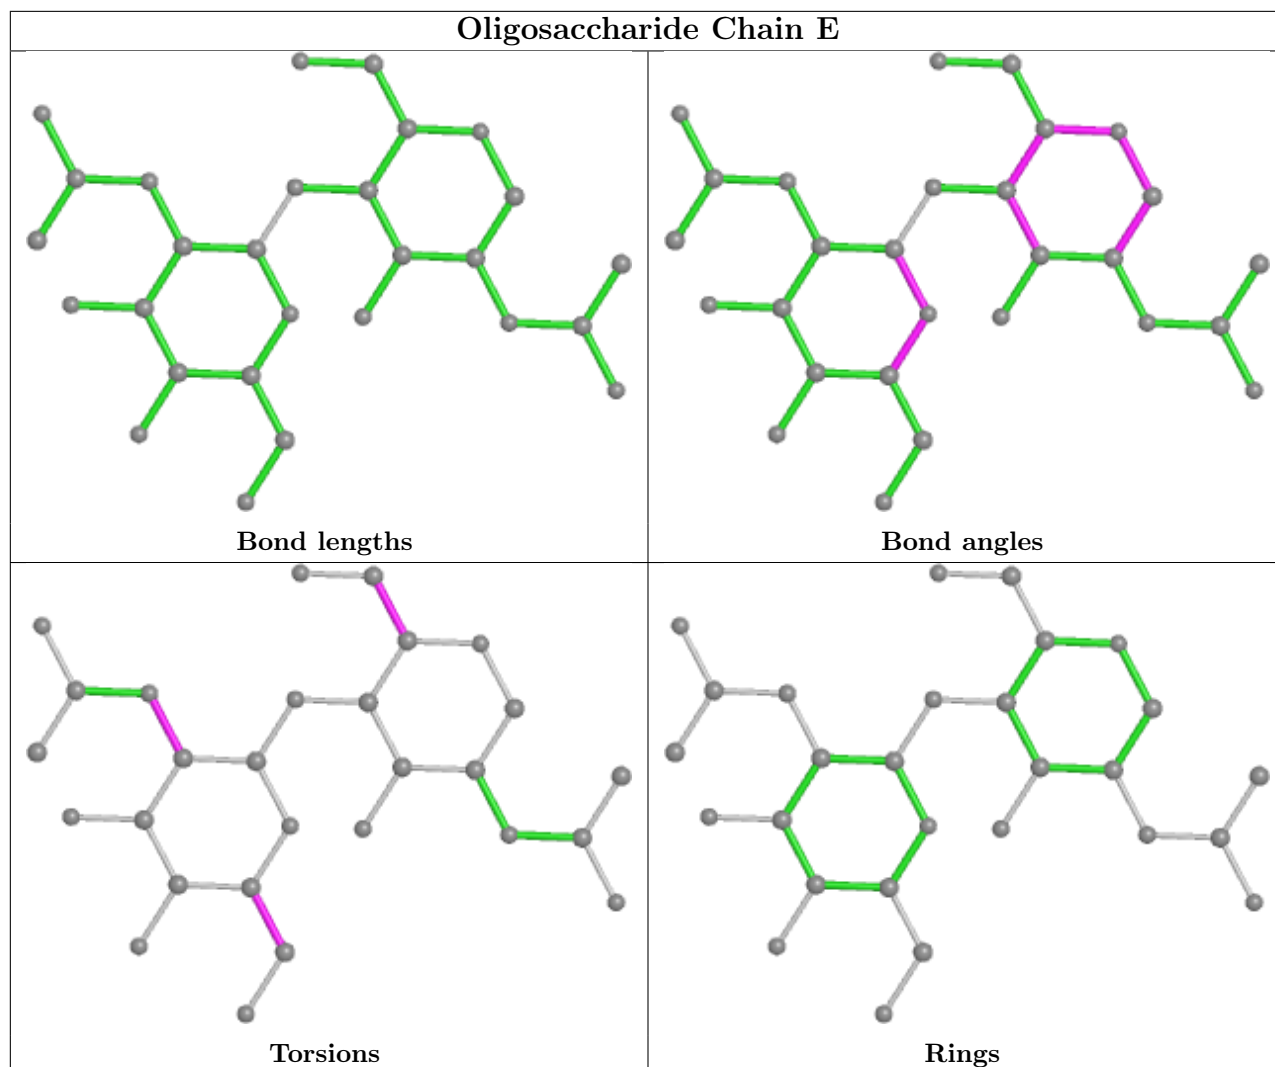 Oligosaccharide Chain E
Bond lengths
Bond angles
Torsions
Rings